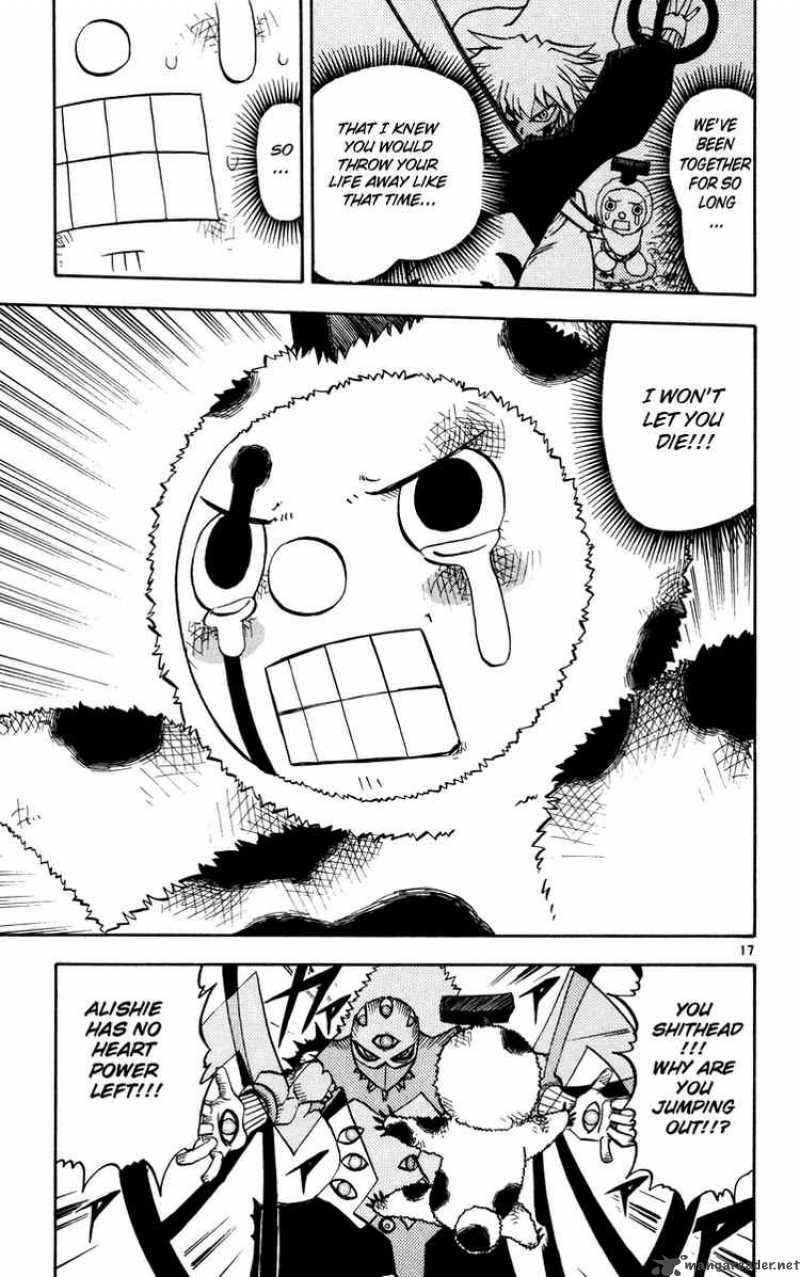 WE'VE
BEEN
TOGETHER
FOR SO
LONG
...
THAT I KNEW
YOU WOULD
THROW YOUR
LIFE AWAY LIKE
THAT TIME...
SO
...
I WON'T
LET YOU
DIE!!!
17
YOU
SHITHEAD
!!!
WHY ARE
YOU
JUMPING
OUT!!?
ALISHIE
HAS NO
HEART
POWER
LEFT!!!
mangareader.net